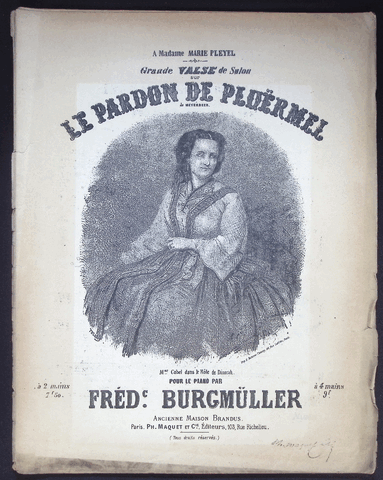 A Madame MARIE PLEYEL
Grande VALSE de Salon
SUR
LE PARDON DE PLOËRMEL
de MEYERBEER.
Mme Cabel dans le Rôle de Dinorah.
POUR LE PIANO PAR
à 2 mains
7f 50.
à 4 mains
9f
FRÉDc BURGMÜLLER
ANCIENNE MAISON BRANDUS.
Paris. PH. MAQUET et Cie, Éditeurs, 103, Rue Richelieu.
(Tous droits réservés.)